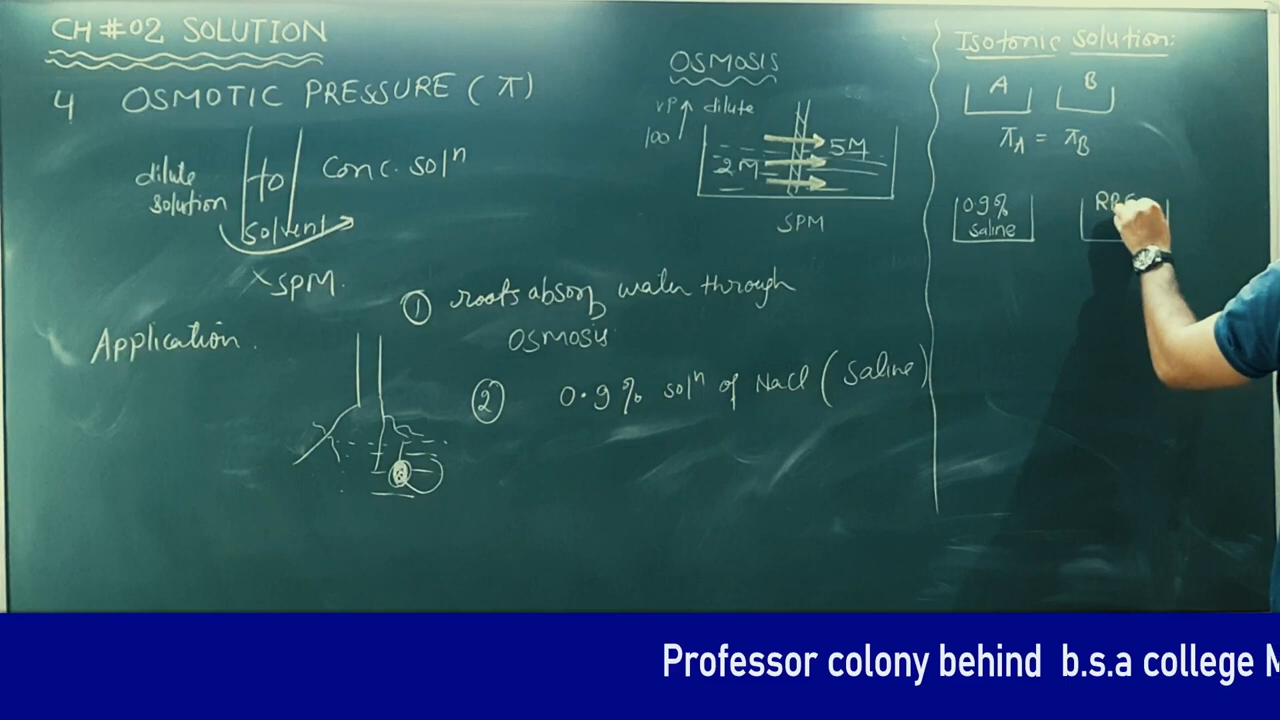 CH #02 SOLUTION
4 OSMOTIC PRESSURE (π)
dilute
solution
to
solvent
conc. solⁿ
SPM.
Application.
① roots absorb water through
osmosis
② 0.9% solⁿ of NaCl (saline)
OSMOSIS
VP↑ dilute
100
2M
5M
SPM
Isotonic solution:
A B
πA = πB
0.9%
saline
Professor colony behind b.s.a college